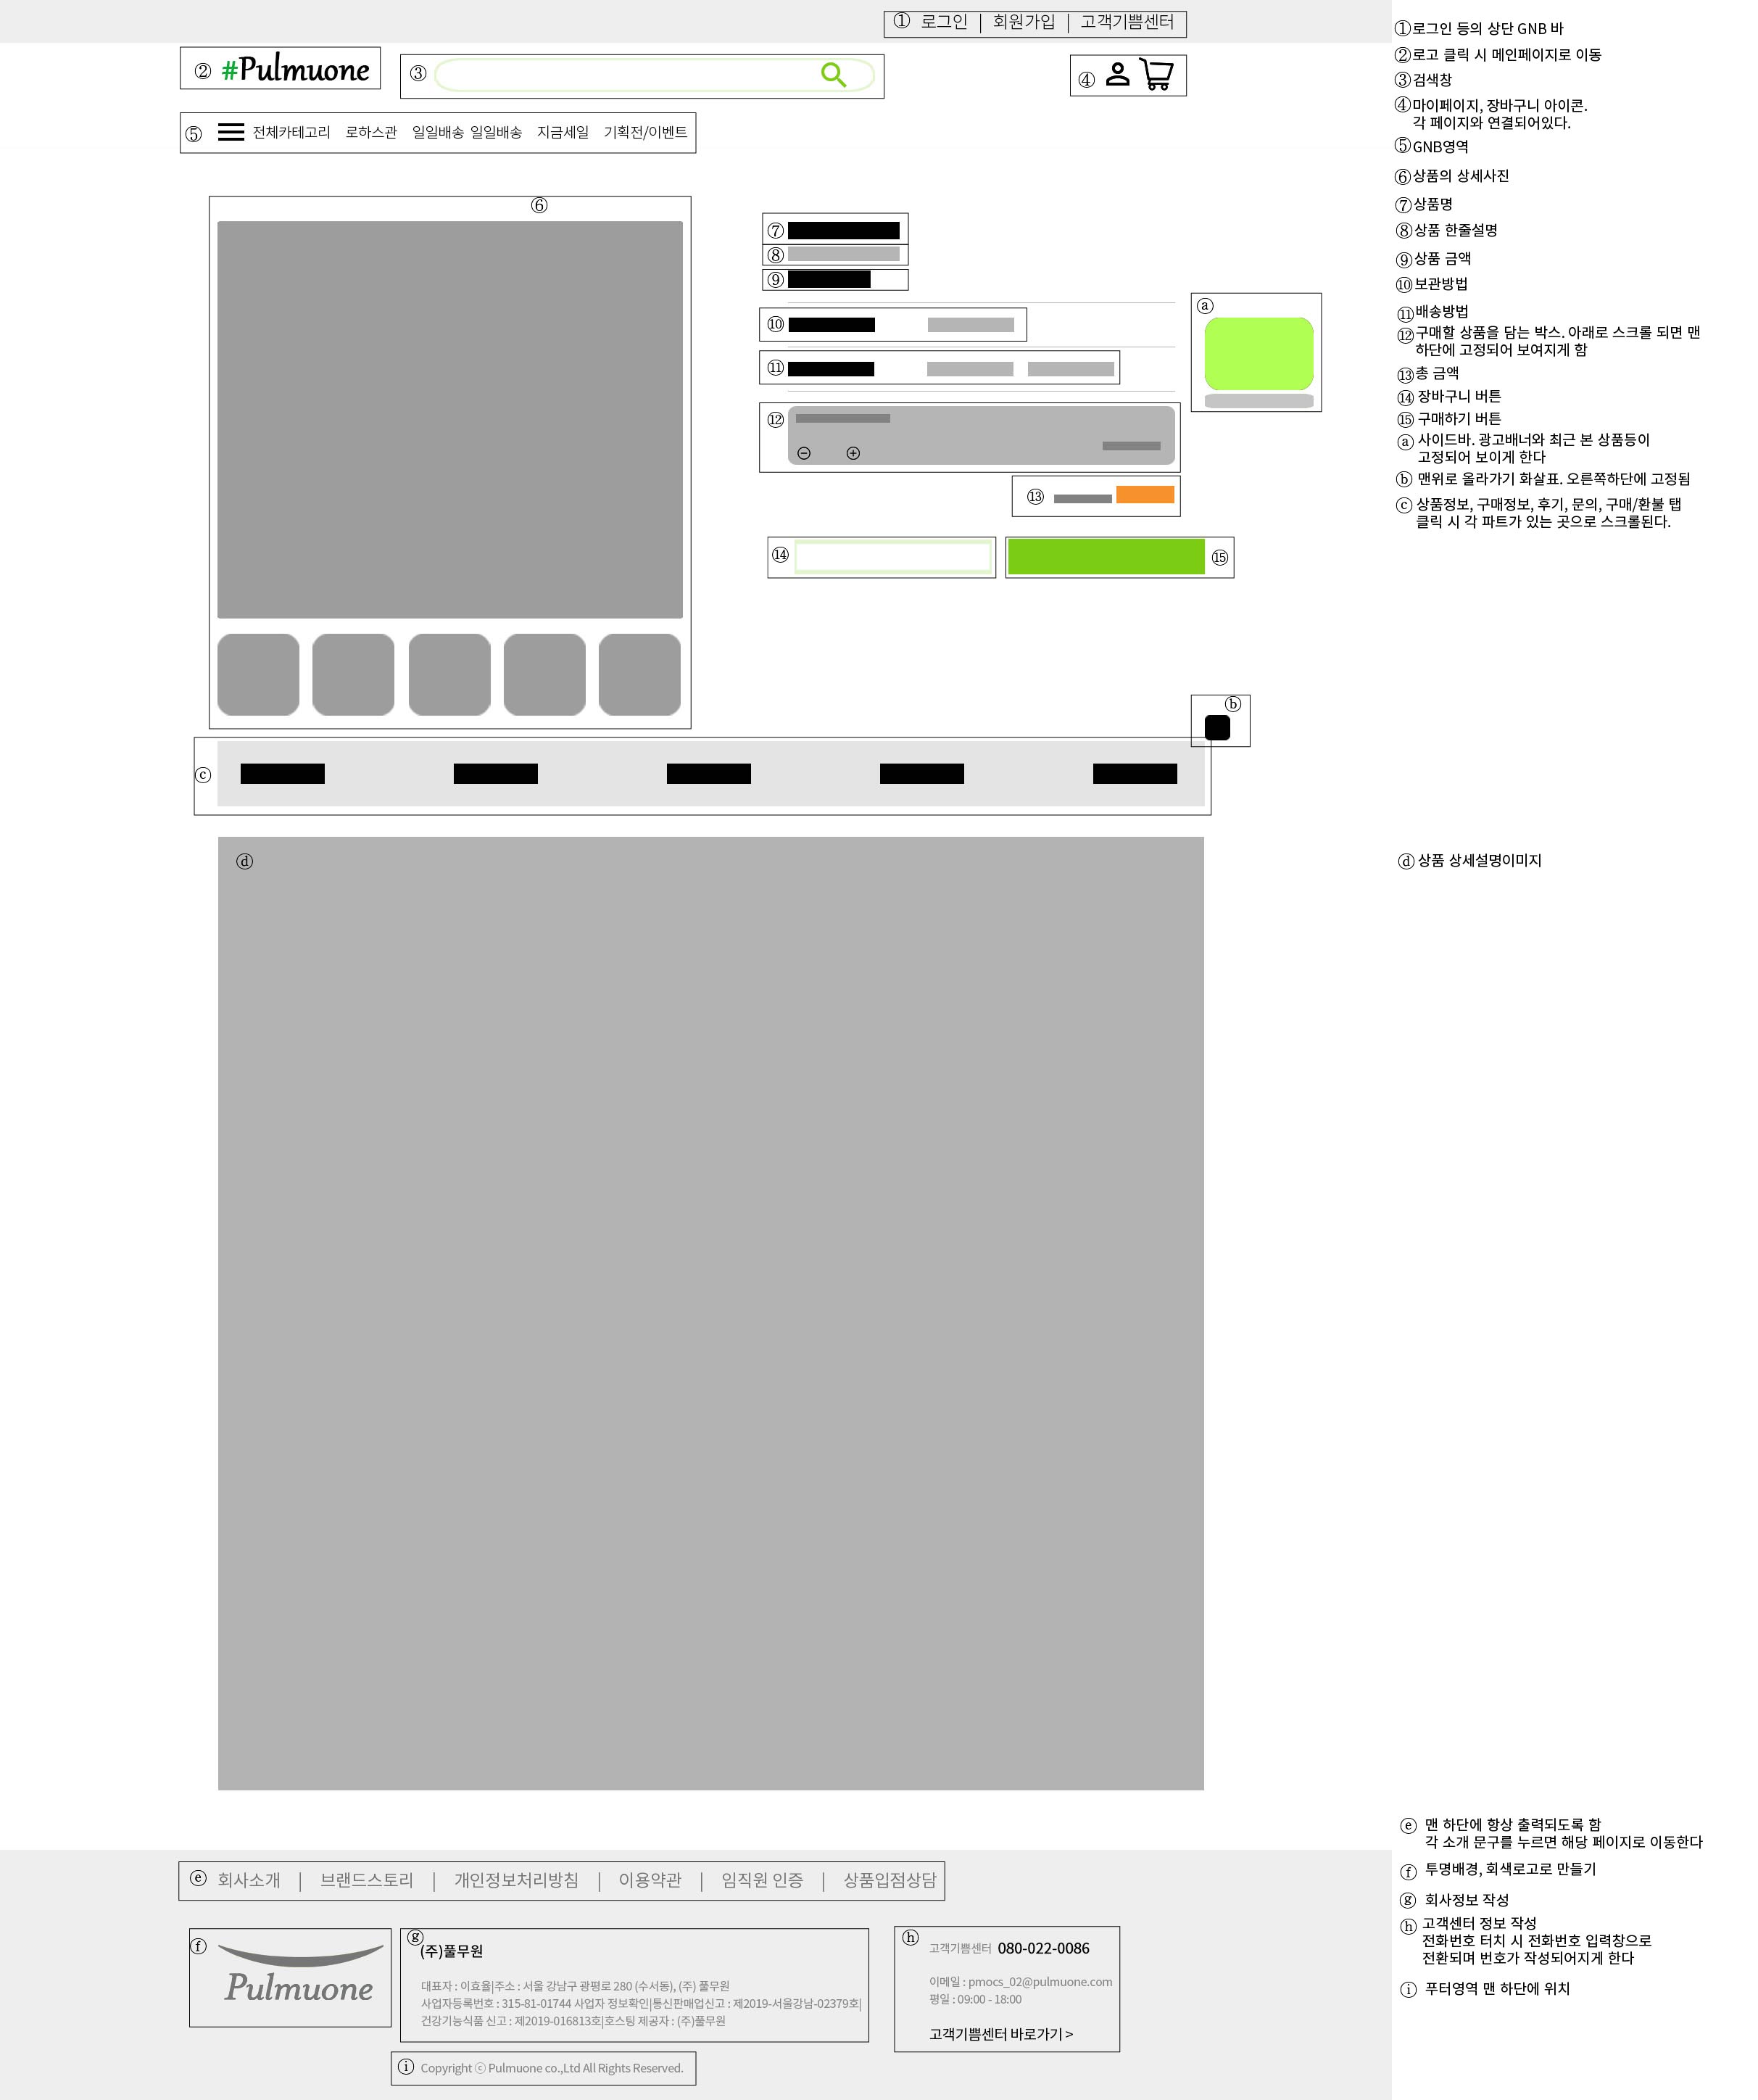 ① 로그인 | 회원가입 | 고객기쁨센터
② #Pulmuone
③
④
⑤ 전체카테고리 로하스관 일일배송 일일배송 지금세일 기획전/이벤트
⑥
⑦
⑧
⑨
⑩
⑪
⑫
⑬
⑭
⑮
ⓐ
ⓑ
ⓒ
ⓓ
ⓔ 회사소개 | 브랜드스토리 | 개인정보처리방침 | 이용약관 | 임직원 인증 | 상품입점상담
ⓕ Pulmuone
ⓖ (주)풀무원
대표자 : 이효율|주소 : 서울 강남구 광평로 280 (수서동), (주) 풀무원
사업자등록번호 : 315-81-01744 사업자 정보확인|통신판매업신고 : 제2019-서울강남-02379호|
건강기능식품 신고 : 제2019-016813호|호스팅 제공자 : (주)풀무원
ⓗ 고객기쁨센터 080-022-0086
이메일 : pmocs_02@pulmuone.com
평일 : 09:00 - 18:00
고객기쁨센터 바로가기 >
ⓘ Copyright ⓒ Pulmuone co.,Ltd All Rights Reserved.
① 로그인 등의 상단 GNB 바
② 로고 클릭 시 메인페이지로 이동
③ 검색창
④ 마이페이지, 장바구니 아이콘.
각 페이지와 연결되어있다.
⑤ GNB영역
⑥ 상품의 상세사진
⑦ 상품명
⑧ 상품 한줄설명
⑨ 상품 금액
⑩ 보관방법
⑪ 배송방법
⑫ 구매할 상품을 담는 박스. 아래로 스크롤 되면 맨
하단에 고정되어 보여지게 함
⑬ 총 금액
⑭ 장바구니 버튼
⑮ 구매하기 버튼
ⓐ 사이드바. 광고배너와 최근 본 상품등이
고정되어 보이게 한다
ⓑ 맨위로 올라가기 화살표. 오른쪽하단에 고정됨
ⓒ 상품정보, 구매정보, 후기, 문의, 구매/환불 탭
클릭 시 각 파트가 있는 곳으로 스크롤된다.
ⓓ 상품 상세설명이미지
ⓔ 맨 하단에 항상 출력되도록 함
각 소개 문구를 누르면 해당 페이지로 이동한다
ⓕ 투명배경, 회색로고로 만들기
ⓖ 회사정보 작성
ⓗ 고객센터 정보 작성
전화번호 터치 시 전화번호 입력창으로
전환되며 번호가 작성되어지게 한다
ⓘ 푸터영역 맨 하단에 위치